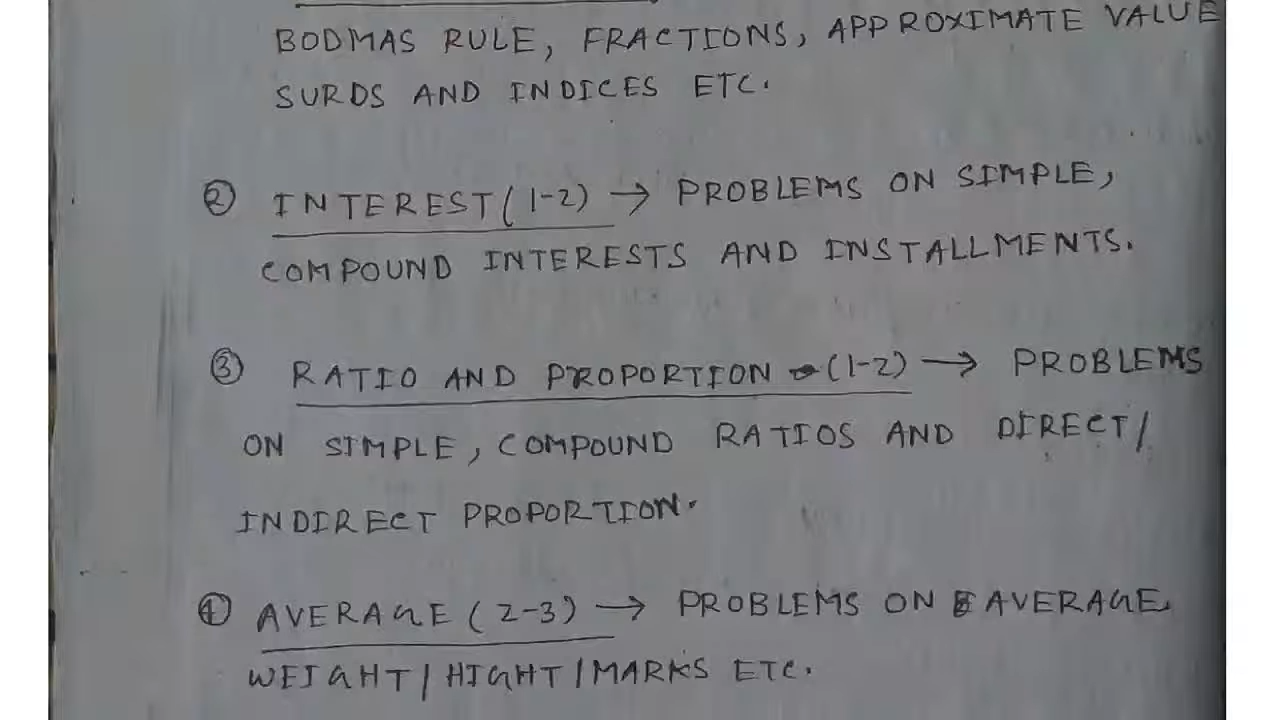 BODMAS RULE, FRACTIONS, APPROXIMATE VALUE
SURDS AND INDICES ETC.
② INTEREST (1-2) → PROBLEMS ON SIMPLE,
COMPOUND INTERESTS AND INSTALLMENTS.
③ RATIO AND PROPORTION (1-2) → PROBLEMS
ON SIMPLE, COMPOUND RATIOS AND DIRECT/
INDIRECT PROPORTION.
④ AVERAGE (2-3) → PROBLEMS ON AVERAGE
WEIGHT/HIGHT/MARKS ETC.